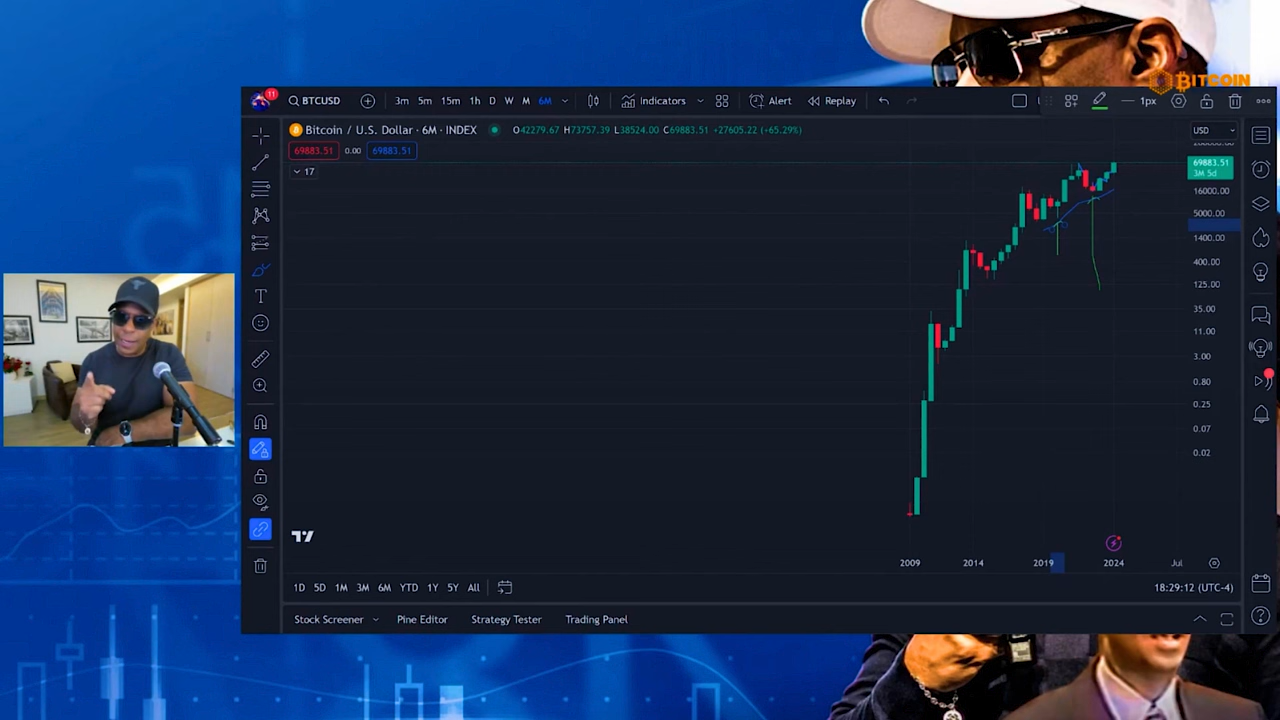 BITCOIN
11
BTCUSD
3m 5m 15m 1h D W M 6M
Indicators
Alert
Replay
1px
Bitcoin / U.S. Dollar · 6M · INDEX
O42279.67 H73757.39 L38524.00 C69883.51 +27605.22 (+65.29%)
USD
69883.51 0.00 69883.51
17
69883.51
3M 5d
16000.00
5000.00
1400.00
400.00
125.00
35.00
11.00
3.00
0.80
0.25
0.07
0.02
2009 2014 2019 2024 Jul
1D 5D 1M 3M 6M YTD 1Y 5Y All
18:29:12 (UTC-4)
Stock Screener Pine Editor Strategy Tester Trading Panel